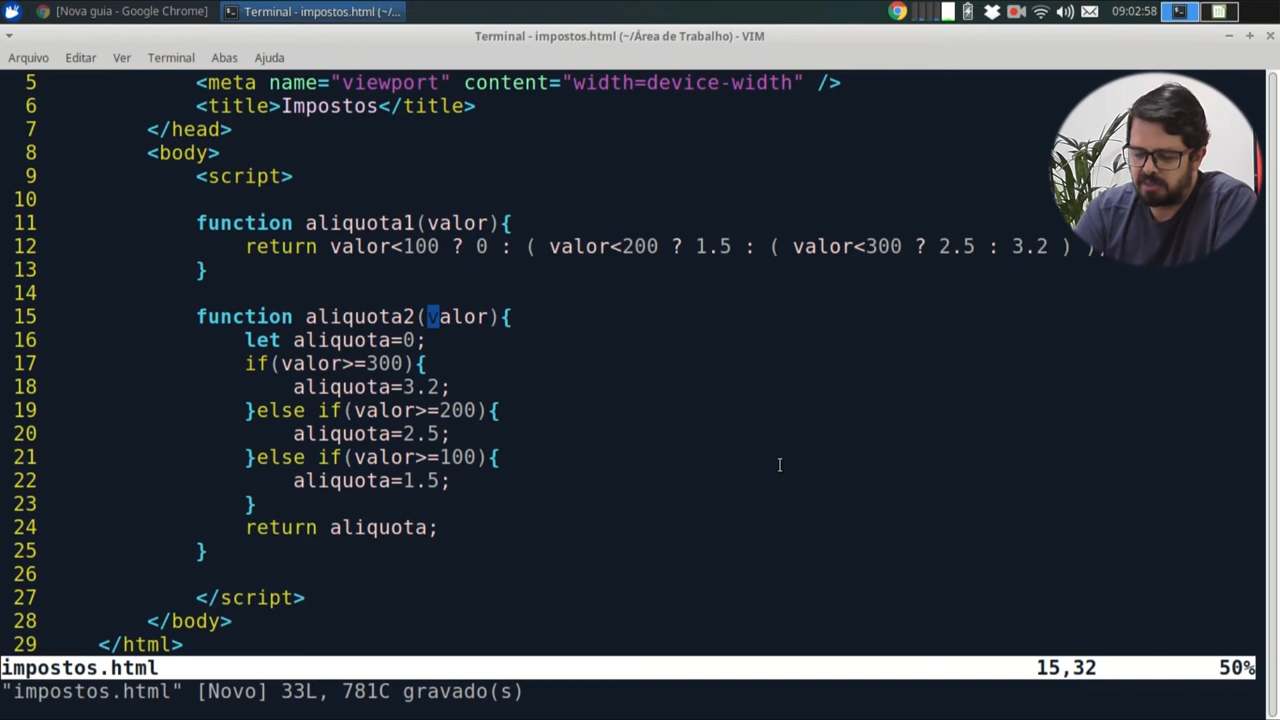 [Nova guia - Google Chrome]
Terminal - impostos.html (~/...
09:02:58
Terminal - impostos.html (~/Área de Trabalho) - VIM
Arquivo Editar Ver Terminal Abas Ajuda
5 <meta name="viewport" content="width=device-width" />
6 <title>Impostos</title>
7 </head>
8 <body>
9 <script>
10
11 function aliquota1(valor){
12 return valor<100 ? 0 : ( valor<200 ? 1.5 : ( valor<300 ? 2.5 : 3.2 ) );
13 }
14
15 function aliquota2(valor){
16 let aliquota=0;
17 if(valor>=300){
18 aliquota=3.2;
19 }else if(valor>=200){
20 aliquota=2.5;
21 }else if(valor>=100){
22 aliquota=1.5;
23 }
24 return aliquota;
25 }
26
27 </script>
28 </body>
29 </html>
impostos.html 15,32 50%
"impostos.html" [Novo] 33L, 781C gravado(s)